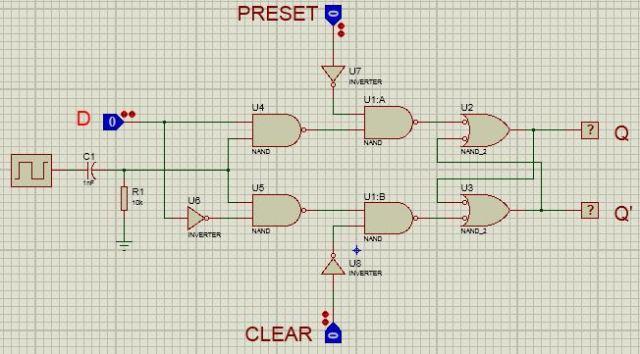 PRESET 0
U7
INVERTER
U1:A
NAND
U4
NAND
U2
NAND_2
D 0
? Q
C1
1nF
R1
10k
U6
INVERTER
U5
NAND
U1:B
NAND
U3
NAND_2
? Q'
U8
INVERTER
CLEAR 0